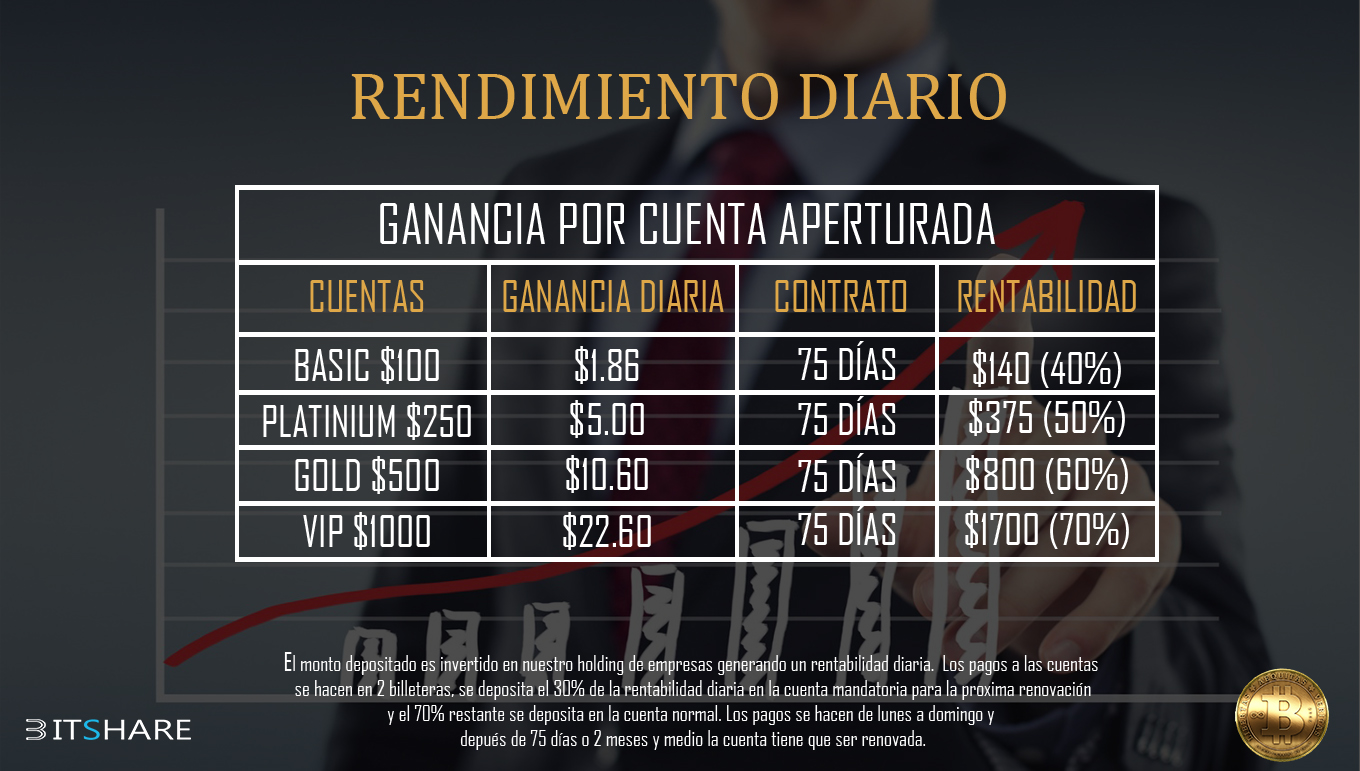 RENDIMIENTO DIARIO
GANANCIA POR CUENTA APERTURADA
CUENTAS GANANCIA DIARIA CONTRATO RENTABILIDAD
BASIC $100 $1.86 75 DÍAS $140 (40%)
PLATINIUM $250 $5.00 75 DÍAS $375 (50%)
GOLD $500 $10.60 75 DÍAS $800 (60%)
VIP $1000 $22.60 75 DÍAS $1700 (70%)
El monto depositado es invertido en nuestro holding de empresas generando un rentabilidad diaria. Los pagos a las cuentas
se hacen en 2 billeteras, se deposita el 30% de la rentabilidad diaria en la cuenta mandatoria para la proxima renovación
y el 70% restante se deposita en la cuenta normal. Los pagos se hacen de lunes a domingo y
depués de 75 días o 2 meses y medio la cuenta tiene que ser renovada.
BITSHARE